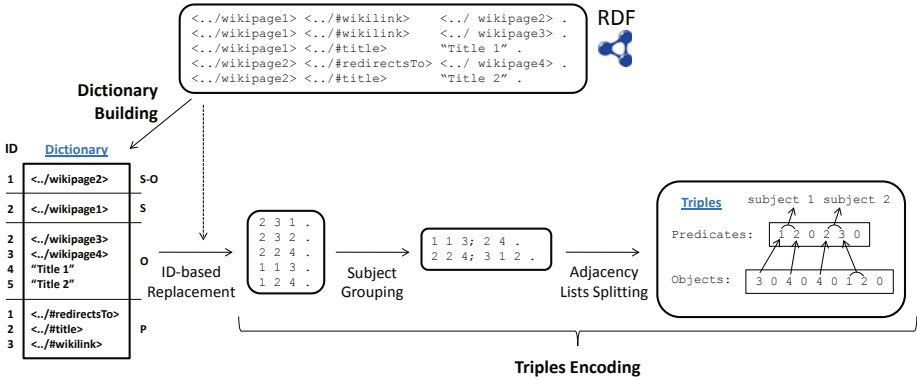 <../wikipage1> <../#wikilink> <../ wikipage2> .
<../wikipage1> <../#wikilink> <../ wikipage3> .
<../wikipage1> <../#title> “Title 1” .
<../wikipage2> <../#redirectsTo> <../ wikipage4> .
<../wikipage2> <../#title> “Title 2” .
RDF
Dictionary
Building
ID Dictionary
1 <../wikipage2> S-O
2 <../wikipage1> S
2 <../wikipage3>
3 <../wikipage4>
4 “Title 1”
5 “Title 2”
O
1 <../#redirectsTo>
2 <../#title> P
3 <../#wikilink>
ID-based
Replacement
2 3 1 .
2 3 2 .
2 2 4 .
1 1 3 .
1 2 4 .
Subject
Grouping
1 1 3; 2 4 .
2 2 4; 3 1 2 .
Adjacency
Lists Splitting
Triples subject 1 subject 2
Predicates: 1 2 0 2 3 0
Objects: 3 0 4 0 4 0 1 2 0
Triples Encoding